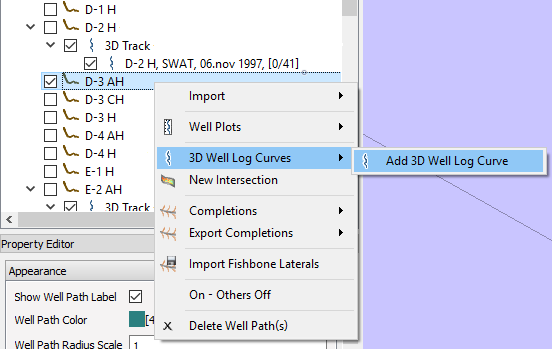 D-1 H
D-2 H
3D Track
D-2 H, SWAT, 06.nov 1997, [0/41]
D-3 AH
D-3 CH
D-3 H
D-4 AH
D-4 H
E-1 H
E-2 AH
3D Track
Import
Well Plots
3D Well Log Curves
Add 3D Well Log Curve
New Intersection
Completions
Export Completions
Import Fishbone Laterals
On - Others Off
Delete Well Path(s)
Property Editor
Appearance
Show Well Path Label
Well Path Color
[4
Well Path Radius Scale
1